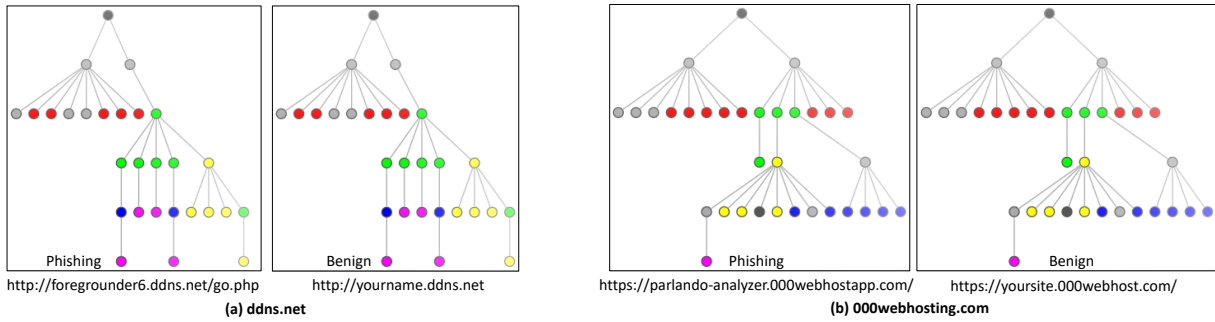 Phishing
Benign
http://foregrounder6.ddns.net/go.php
http://yourname.ddns.net
(a) ddns.net
Phishing
Benign
https://parlando-analyzer.000webhostapp.com/
https://yoursite.000webhost.com/
(b) 000webhosting.com